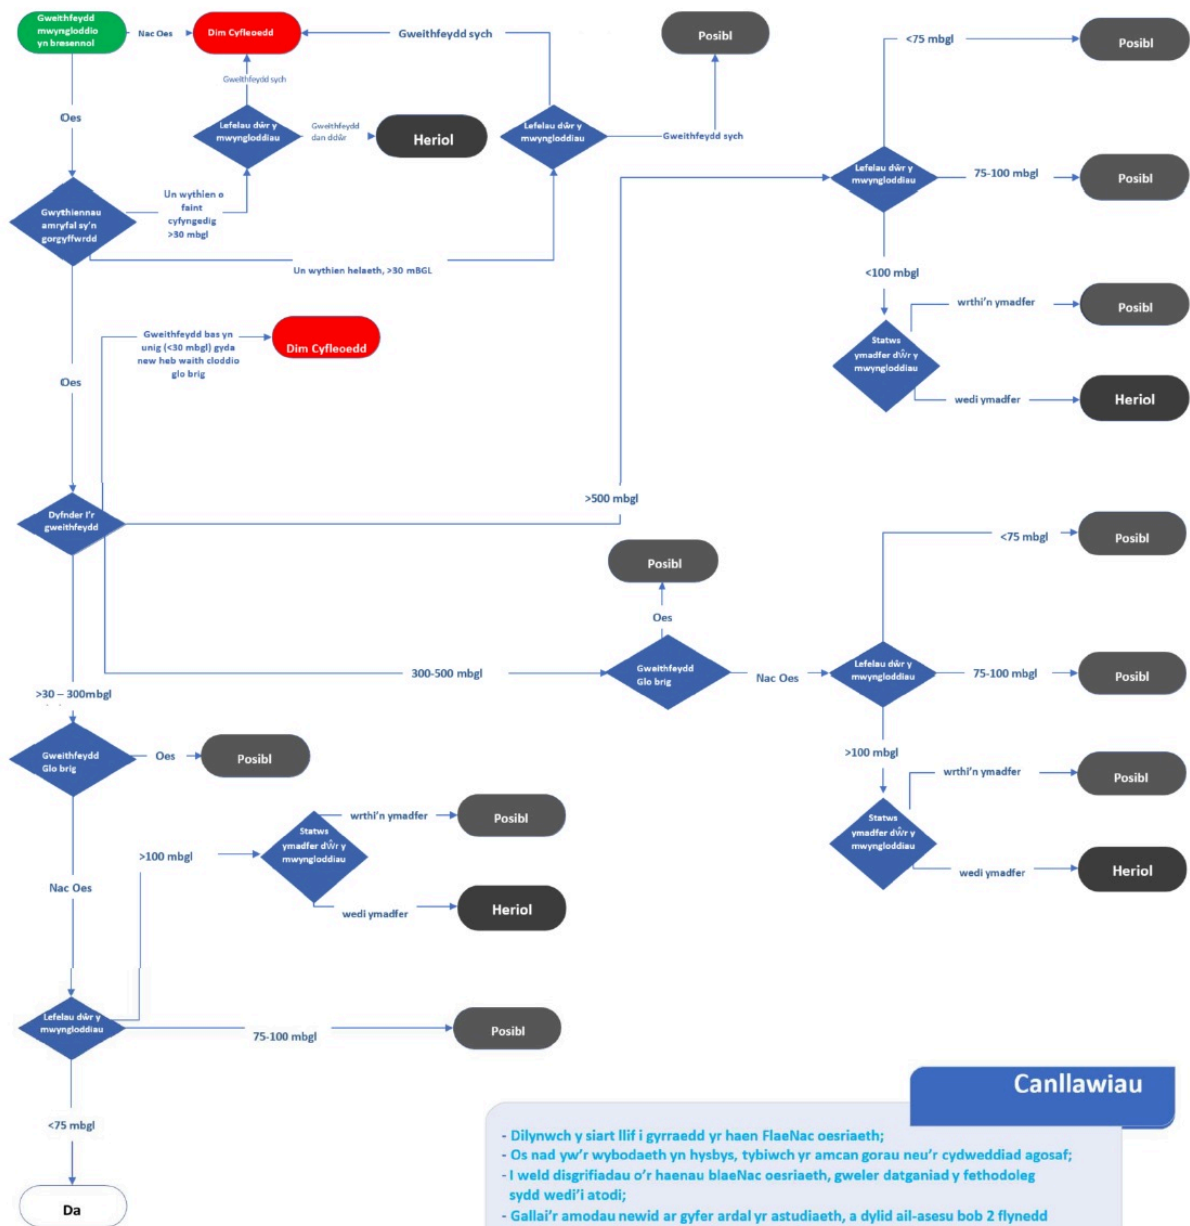 Gweithfeydd
mwyngloddio
yn bresennol
Nac Oes
Dim Cyfleoedd
Gweithfeydd sych
Posibl
<75 mbgl
Posibl
Gweithfeydd sych
Oes
Lefelau dŵr y
mwyngloddiau
Gweithfeydd
dan ddŵr
Heriol
Lefelau dŵr y
mwyngloddiau
Gweithfeydd sych
Lefelau dŵr y
mwyngloddiau
75-100 mbgl
Posibl
Gwythiennau
amryfal sy'n
gorgyffwrdd
Un wythien o
faint
cyfyngedig
>30 mbgl
Un wythien helaeth, >30 mBGL
<100 mbgl
wrthi'n ymadfer
Posibl
Gweithfeydd bas yn
unig (<30 mbgl) gyda
new heb waith cloddio
glo brig
Dim Cyfleoedd
Statws
ymadfer dŴr y
mwyngloddiau
Oes
wedi ymadfer
Heriol
>500 mbgl
Dyfnder I'r
gweithfeydd
<75 mbgl
Posibl
Posibl
Oes
300-500 mbgl
Gweithfeydd
Glo brig
Nac Oes
Lefelau dŵr y
mwyngloddiau
75-100 mbgl
Posibl
>30 – 300mbgl
Gweithfeydd
Glo brig
Oes
Posibl
>100 mbgl
wrthi'n ymadfer
Posibl
Statws
ymadfer dŴr y
mwyngloddiau
wrthi'n ymadfer
Posibl
Statws
ymadfer dŴr y
mwyngloddiau
>100 mbgl
wedi ymadfer
Heriol
Nac Oes
wedi ymadfer
Heriol
Lefelau dŵr y
mwyngloddiau
75-100 mbgl
Posibl
<75 mbgl
Da
Canllawiau
- Dilynwch y siart llif i gyrraedd yr haen FlaeNac oesriaeth;
- Os nad yw'r wybodaeth yn hysbys, tybiwch yr amcan gorau neu'r cydweddiad agosaf;
- I weld disgrifiadau o'r haenau blaeNac oesriaeth, gweler datganiad y fethodoleg
sydd wedi'i atodi;
- Gallai'r amodau newid ar gyfer ardal yr astudiaeth, a dylid ail-asesu bob 2 flynedd